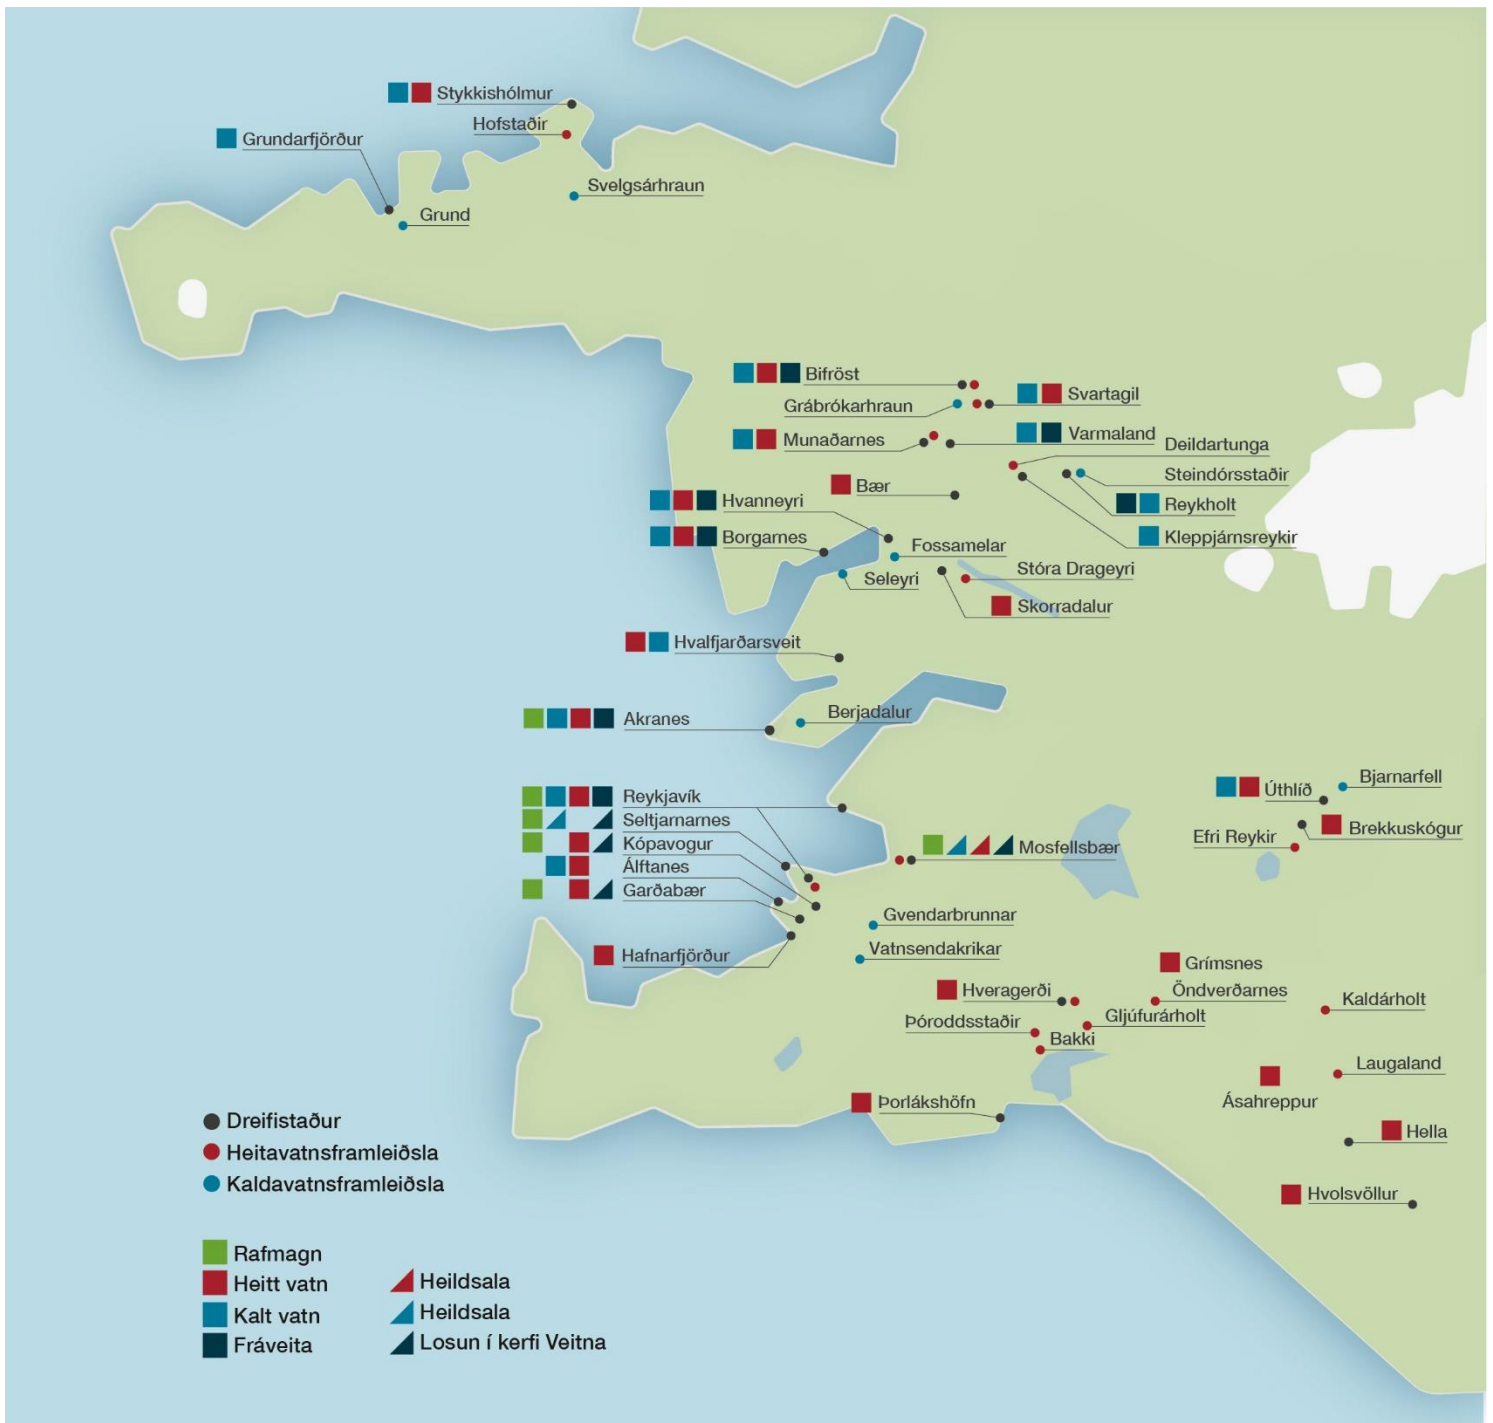 Stykkishólmur
Hofstaðir
Grundarfjörður
Svelgsárhraun
Grund
Bifröst
Grábrókarhraun
Svartagil
Munaðarnes
Varmaland
Deildartunga
Steindórsstaðir
Bær
Reykholt
Hvanneyri
Kleppjárnsreykir
Borgarnes
Fossamelar
Seleyri
Stóra Drageyri
Skorradalur
Hvalfjarðarsveit
Akranes
Berjadalur
Reykjavík
Seltjarnarnes
Kópavogur
Álftanes
Garðabær
Hafnarfjörður
Mosfellsbær
Gvendarbrunnar
Vatnsendakrikar
Bjarnarfell
Úthlíð
Brekkuskógur
Efri Reykir
Grímsnes
Hveragerði
Öndverðarnes
Kaldárholt
Þóroddsstaðir
Gljúfurárholt
Bakki
Laugaland
Ásahreppur
Þorlákshöfn
Hella
Hvolsvöllur
Dreifistaður
Heitavatnsframleiðsla
Kaldavatnsframleiðsla
Rafmagn
Heitt vatn
Kalt vatn
Fráveita
Heildsala
Heildsala
Losun í kerfi Veitna